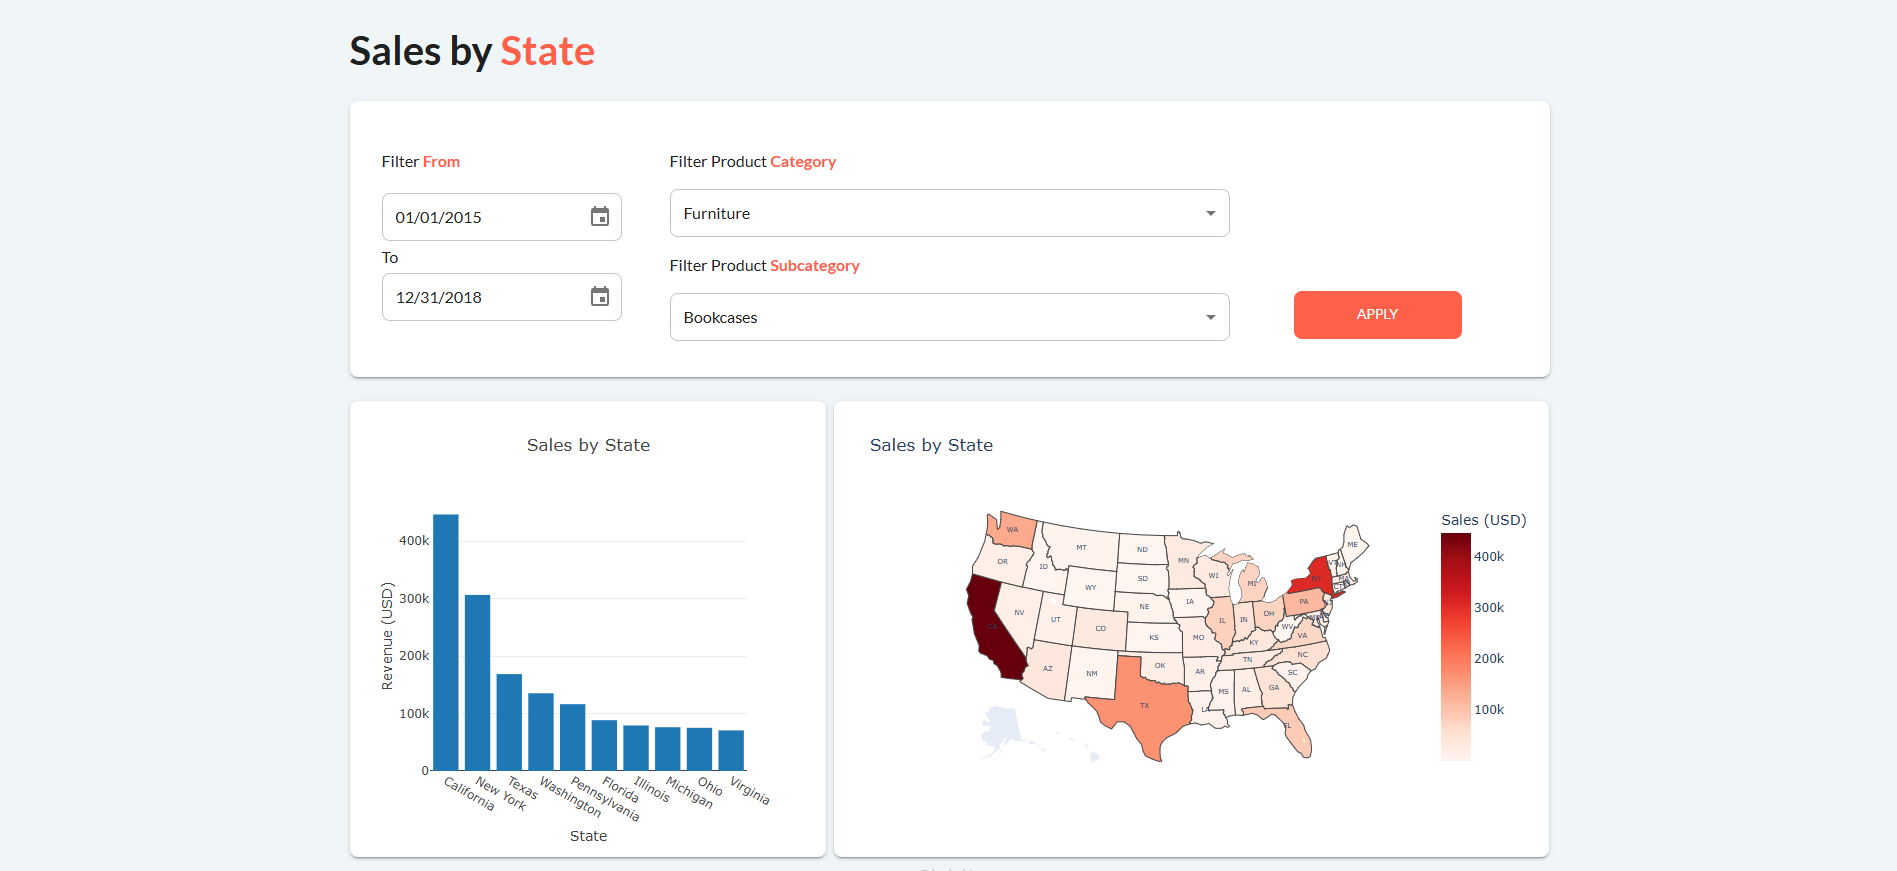 Sales by State
Filter From
01/01/2015
To
12/31/2018
Filter Product Category
Furniture
Filter Product Subcategory
Bookcases
APPLY
Sales by State
Revenue (USD)
400k
300k
200k
100k
0
California
New York
Texas
Washington
Pennsylvania
Florida
Illinois
Michigan
Ohio
Virginia
State
Sales by State
WA
OR
CA
NV
ID
MT
WY
UT
AZ
CO
NM
ND
SD
NE
KS
OK
TX
MN
IA
MO
AR
LA
WI
IL
MS
MI
IN
KY
TN
AL
OH
WV
VA
NC
SC
GA
FL
PA
NY
VT
NH
ME
MA
Sales (USD)
400k
300k
200k
100k